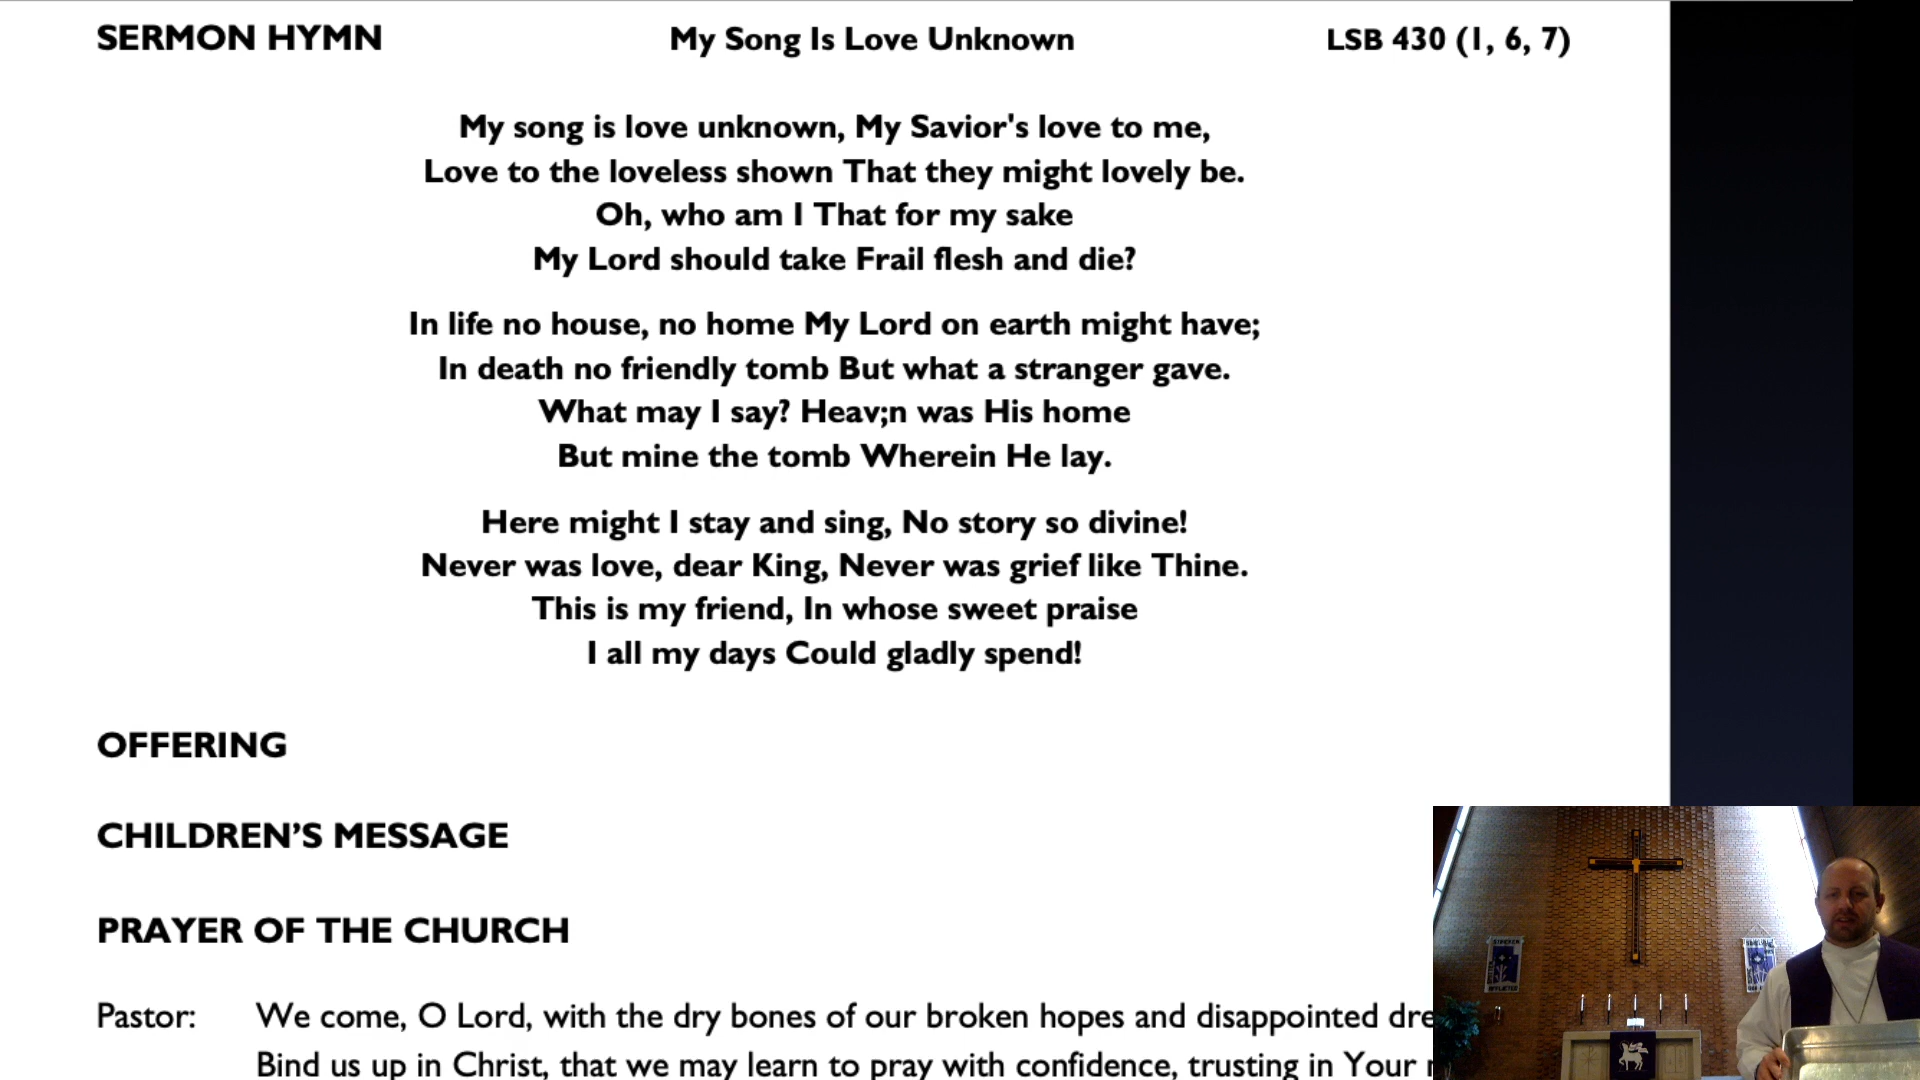 SERMON HYMN My Song Is Love Unknown LSB 430 (1, 6, 7)
My song is love unknown, My Savior's love to me,
Love to the loveless shown That they might lovely be.
Oh, who am I That for my sake
My Lord should take Frail flesh and die?
In life no house, no home My Lord on earth might have;
In death no friendly tomb But what a stranger gave.
What may I say? Heav;n was His home
But mine the tomb Wherein He lay.
Here might I stay and sing, No story so divine!
Never was love, dear King, Never was grief like Thine.
This is my friend, In whose sweet praise
I all my days Could gladly spend!
OFFERING
CHILDREN’S MESSAGE
PRAYER OF THE CHURCH
Pastor: We come, O Lord, with the dry bones of our broken hopes and disappointed dre
Bind us up in Christ, that we may learn to pray with confidence, trusting in Your